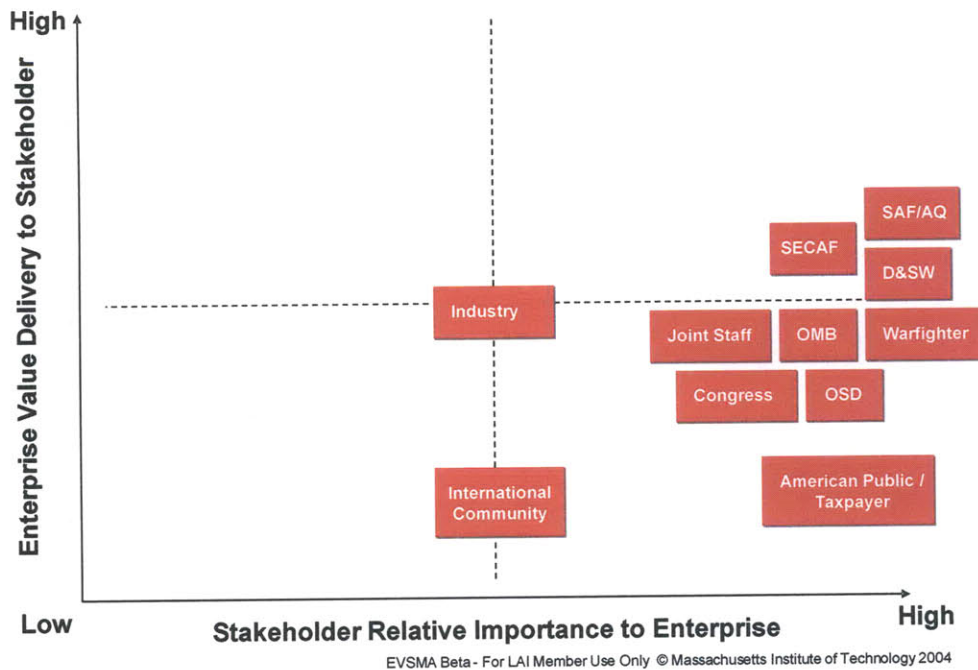 High
Enterprise Value Delivery to Stakeholder
SAF/AQ
SECAF
D&SW
Industry
Joint Staff
OMB
Warfighter
Congress
OSD
International
Community
American Public /
Taxpayer
Low
Stakeholder Relative Importance to Enterprise
High
EVSMA Beta - For LAI Member Use Only © Massachusetts Institute of Technology 2004